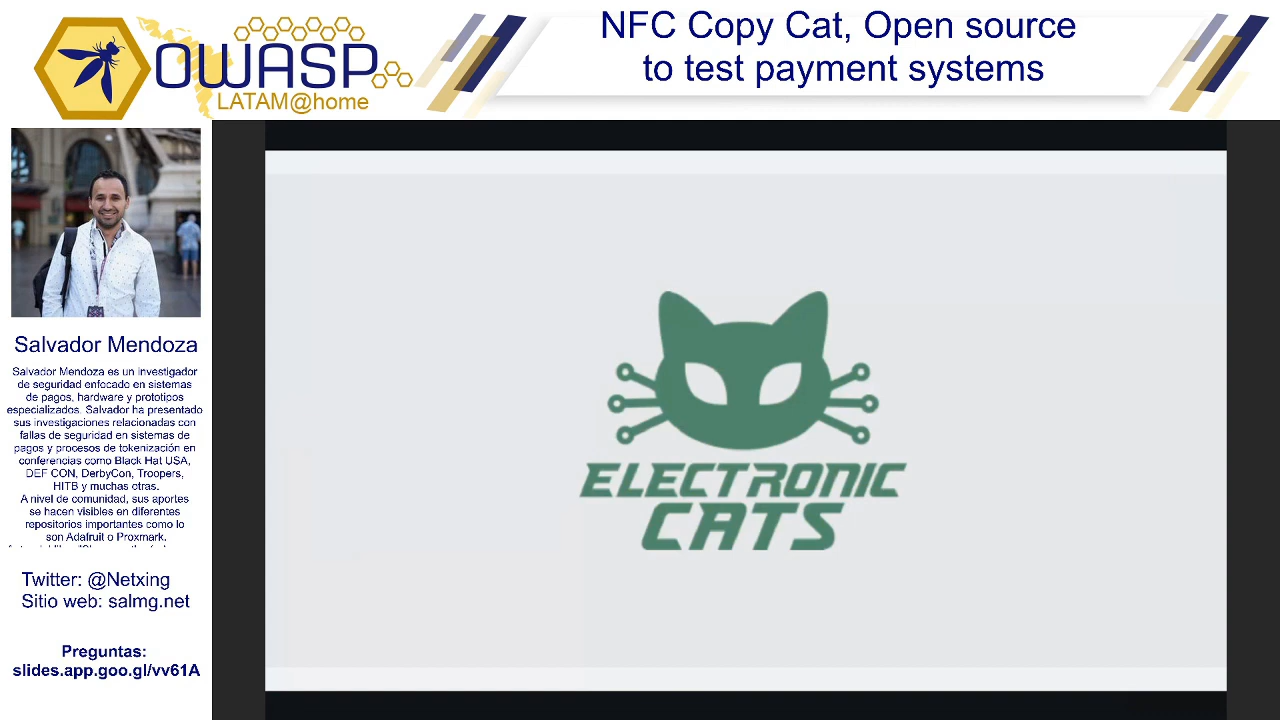 NFC Copy Cat, Open source
to test payment systems
OWASP
LATAM@home
Salvador Mendoza
Salvador Mendoza es un investigador
de seguridad enfocado en sistemas
de pagos, hardware y prototipos
especializados. Salvador ha presentado
sus investigaciones relacionadas con
fallas de seguridad en sistemas de
pagos y procesos de tokenización en
conferencias como Black Hat USA,
DEF CON, DerbyCon, Troopers,
HITB y muchas otras.
A nivel de comunidad, sus aportes
se hacen visibles en diferentes
repositorios importantes como lo
son Adafruit o Proxmark.
Twitter: @Netxing
Sitio web: salmg.net
Preguntas:
slides.app.goo.gl/vv61A
ELECTRONIC
CATS